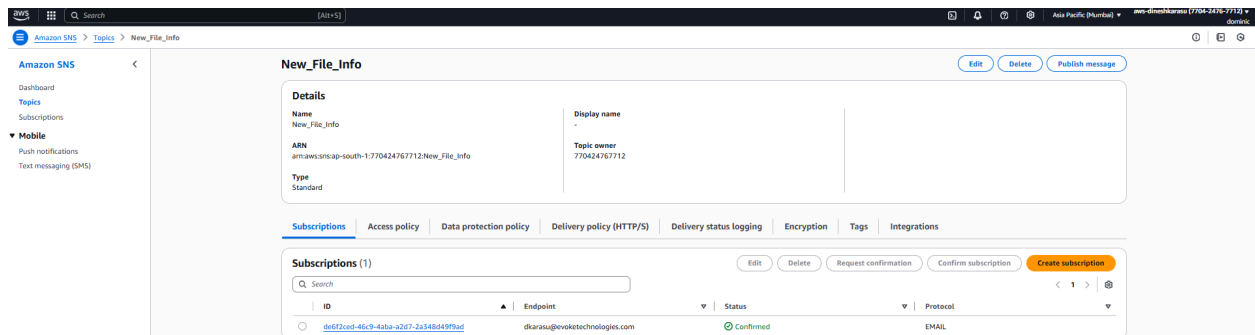 aws
Search [Alt+S] Asia Pacific (Mumbai) aws-dineshkarasu (7704-2476-7712)
dominic
Amazon SNS > Topics > New_File_Info
Amazon SNS
Dashboard
Topics
Subscriptions
Mobile
Push notifications
Text messaging (SMS)
New_File_Info
Edit Delete Publish message
Details
Name
New_File_Info
ARN
arn:aws:sns:ap-south-1:770424767712:New_File_Info
Type
Standard
Display name
-
Topic owner
770424767712
Subscriptions Access policy Data protection policy Delivery policy (HTTP/S) Delivery status logging Encryption Tags Integrations
Subscriptions (1)
Edit Delete Request confirmation Confirm subscription Create subscription
Search
1
ID Endpoint Status Protocol
de6f2ced-46c9-4aba-a2d7-2a348d49f9ad dkarasu@evoketechnologies.com Confirmed EMAIL